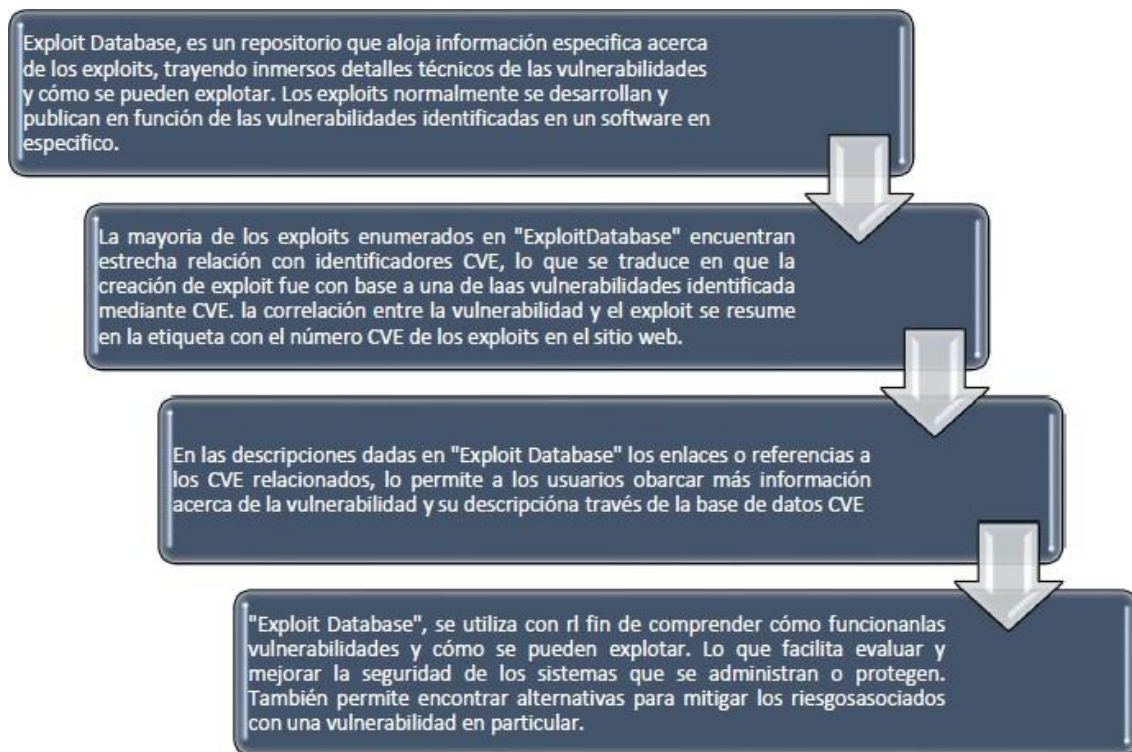 Exploit Database, es un repositorio que aloja información especifica acerca
de los exploits, trayendo inmersos detalles técnicos de las vulnerabilidades
y cómo se pueden explotar. Los exploits normalmente se desarrollan y
publican en función de las vulnerabilidades identificadas en un software en
especifico.
La mayoria de los exploits enumerados en "ExploitDatabase" encuentran
estrecha relación con identificadores CVE, lo que se traduce en que la
creación de exploit fue con base a una de laas vulnerabilidades identificada
mediante CVE. la correlación entre la vulnerabilidad y el exploit se resume
en la etiqueta con el número CVE de los exploits en el sitio web.
En las descripciones dadas en "Exploit Database" los enlaces o referencias a
los CVE relacionados, lo permite a los usuarios obarcar más información
acerca de la vulnerabilidad y su descripcióna través de la base de datos CVE
"Exploit Database", se utiliza con rl fin de comprender cómo funcionanlas
vulnerabilidades y cómo se pueden explotar. Lo que facilita evaluar y
mejorar la seguridad de los sistemas que se administran o protegen.
También permite encontrar alternativas para mitigar los riesgosasociados
con una vulnerabilidad en particular.